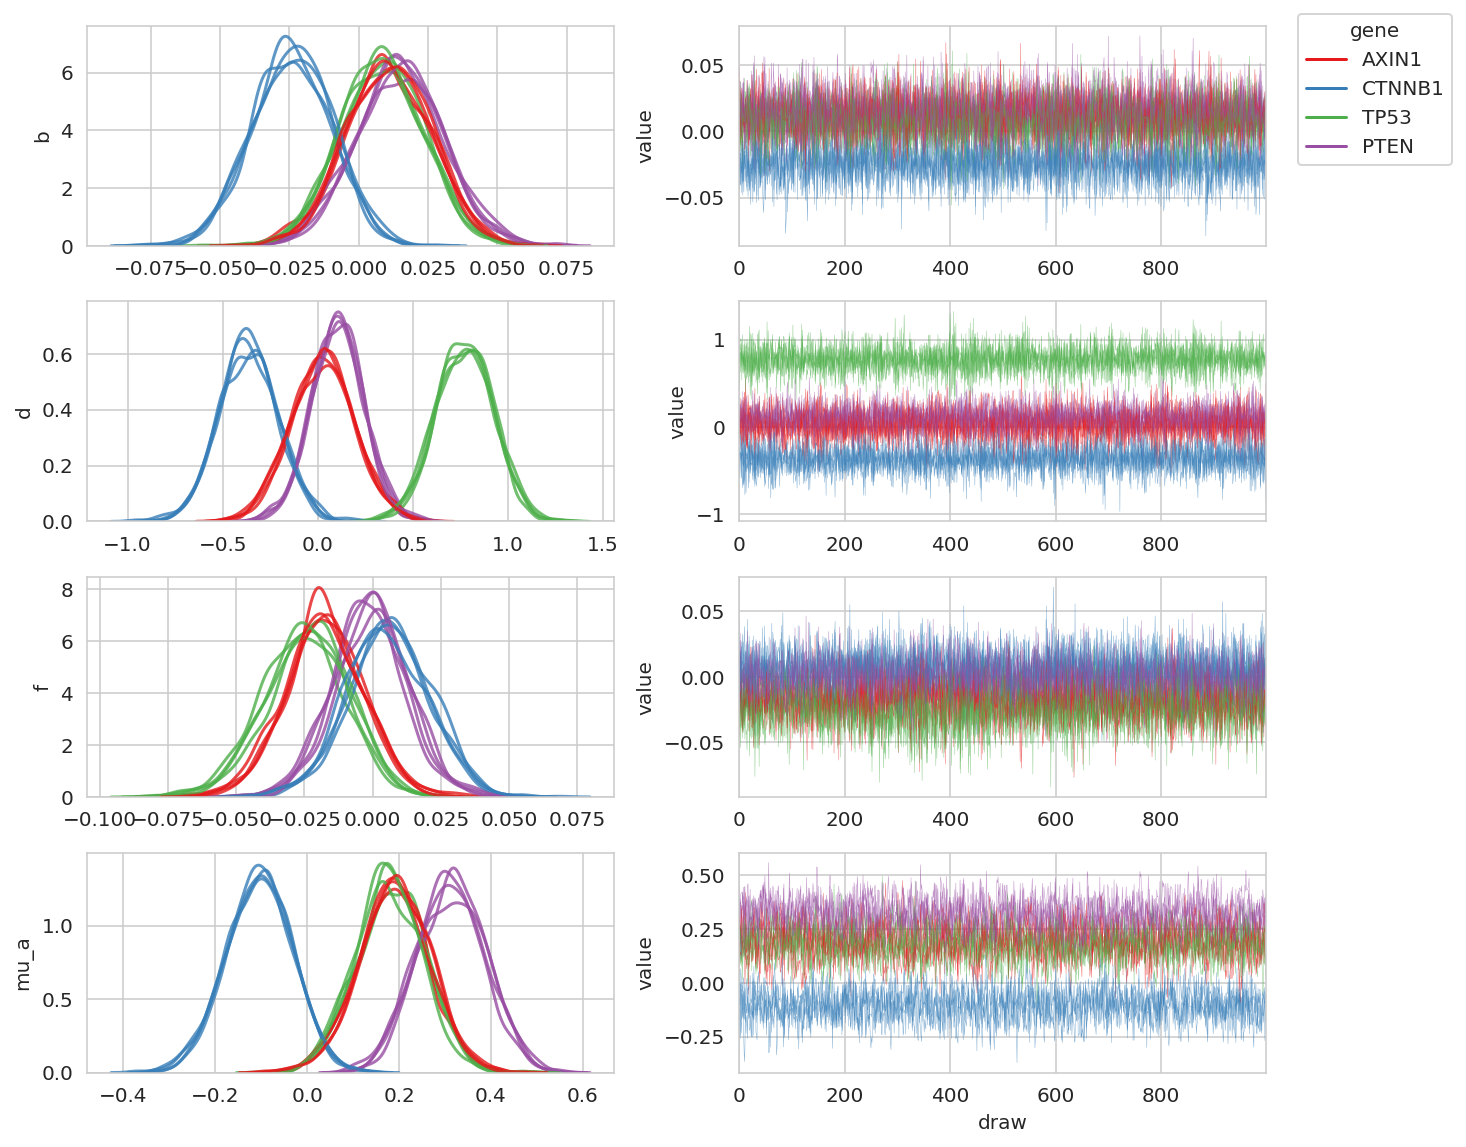 gene
AXIN1
CTNNB1
TP53
PTEN
b
6
4
2
0
−0.075 −0.050 −0.025 0.000 0.025 0.050 0.075
value
0.05
0.00
−0.05
0 200 400 600 800
d
0.6
0.4
0.2
0.0
−1.0 −0.5 0.0 0.5 1.0 1.5
value
1
0
−1
0 200 400 600 800
f
8
6
4
2
0
−0.100 −0.075 −0.050 −0.025 0.000 0.025 0.050 0.075
value
0.05
0.00
−0.05
0 200 400 600 800
mu_a
1.0
0.5
0.0
−0.4 −0.2 0.0 0.2 0.4 0.6
value
0.50
0.25
0.00
−0.25
0 200 400 600 800
draw